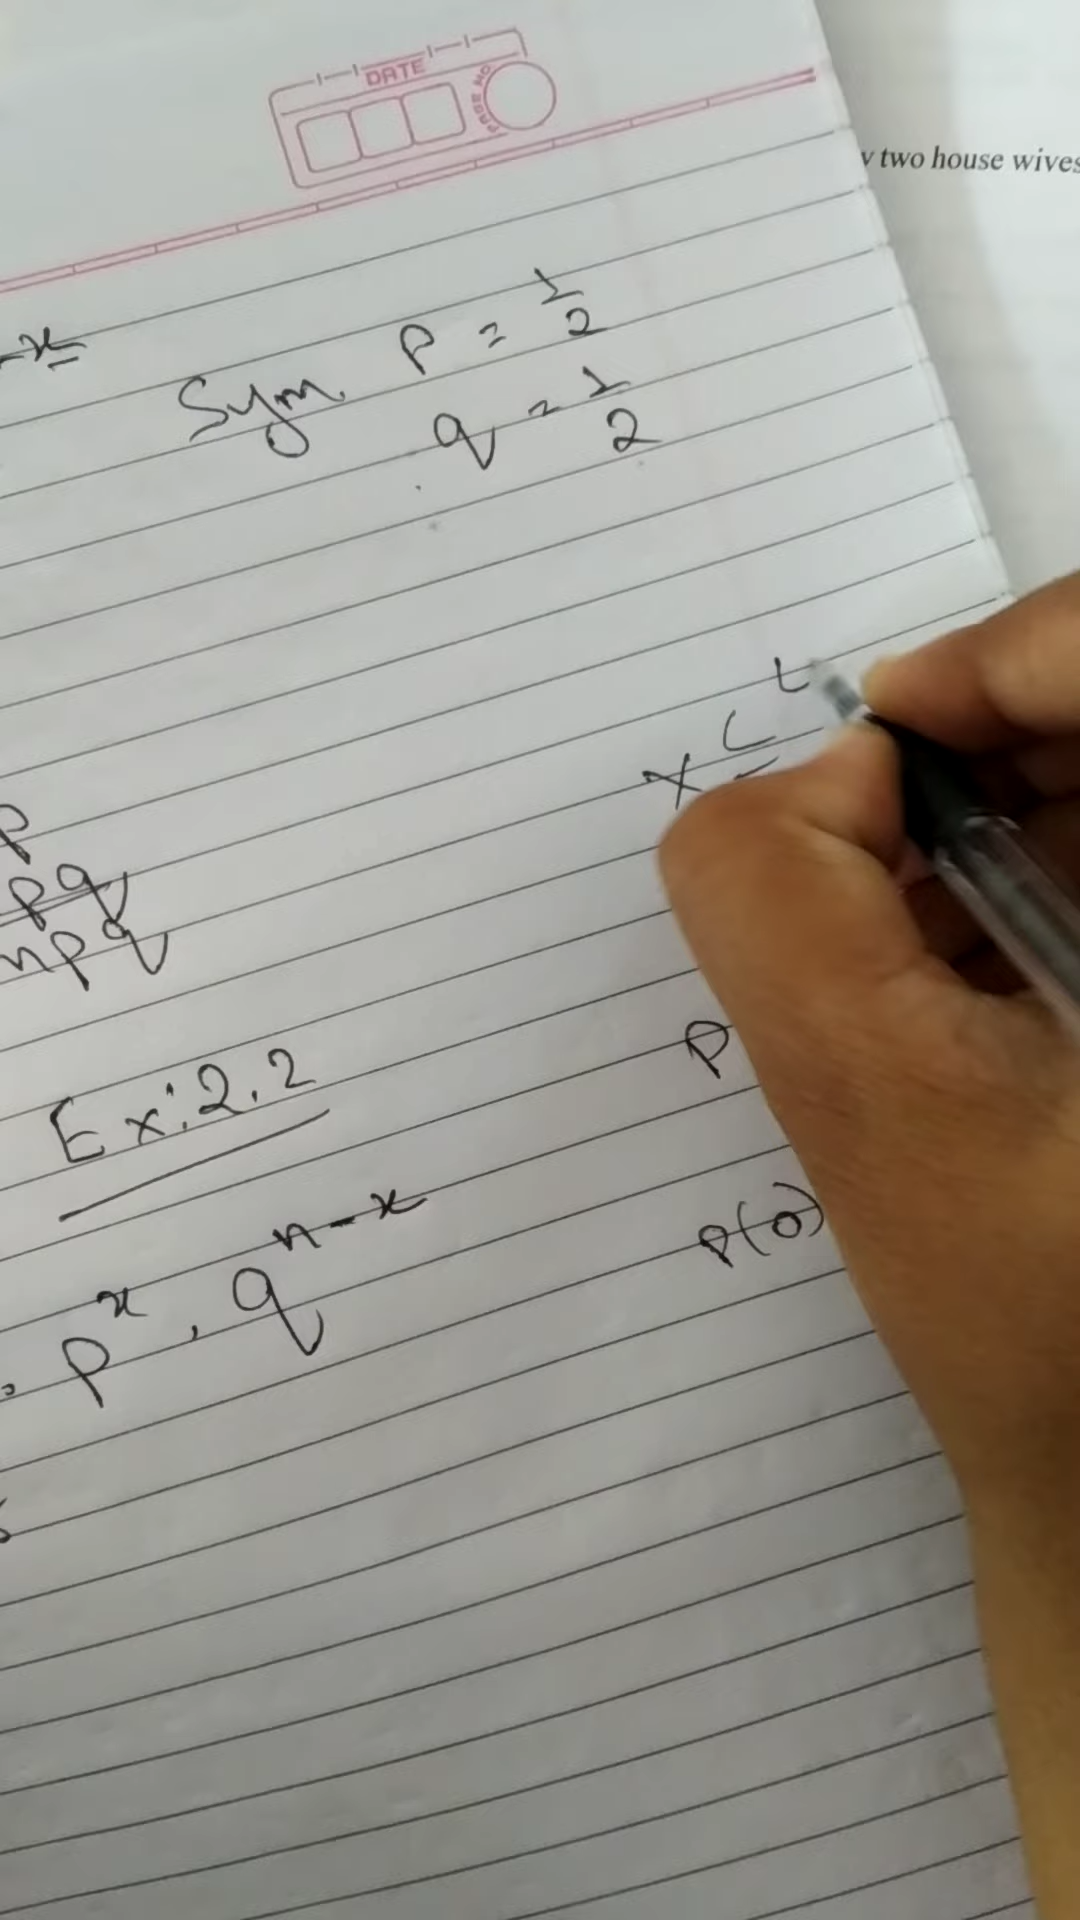 DATE
PAGE NO.
y two house wives
-x
Sym. P = 1/2
q = 1/2
p
pq
npq
P
Ex: 2.2
P(0)
p^x . q^n-x